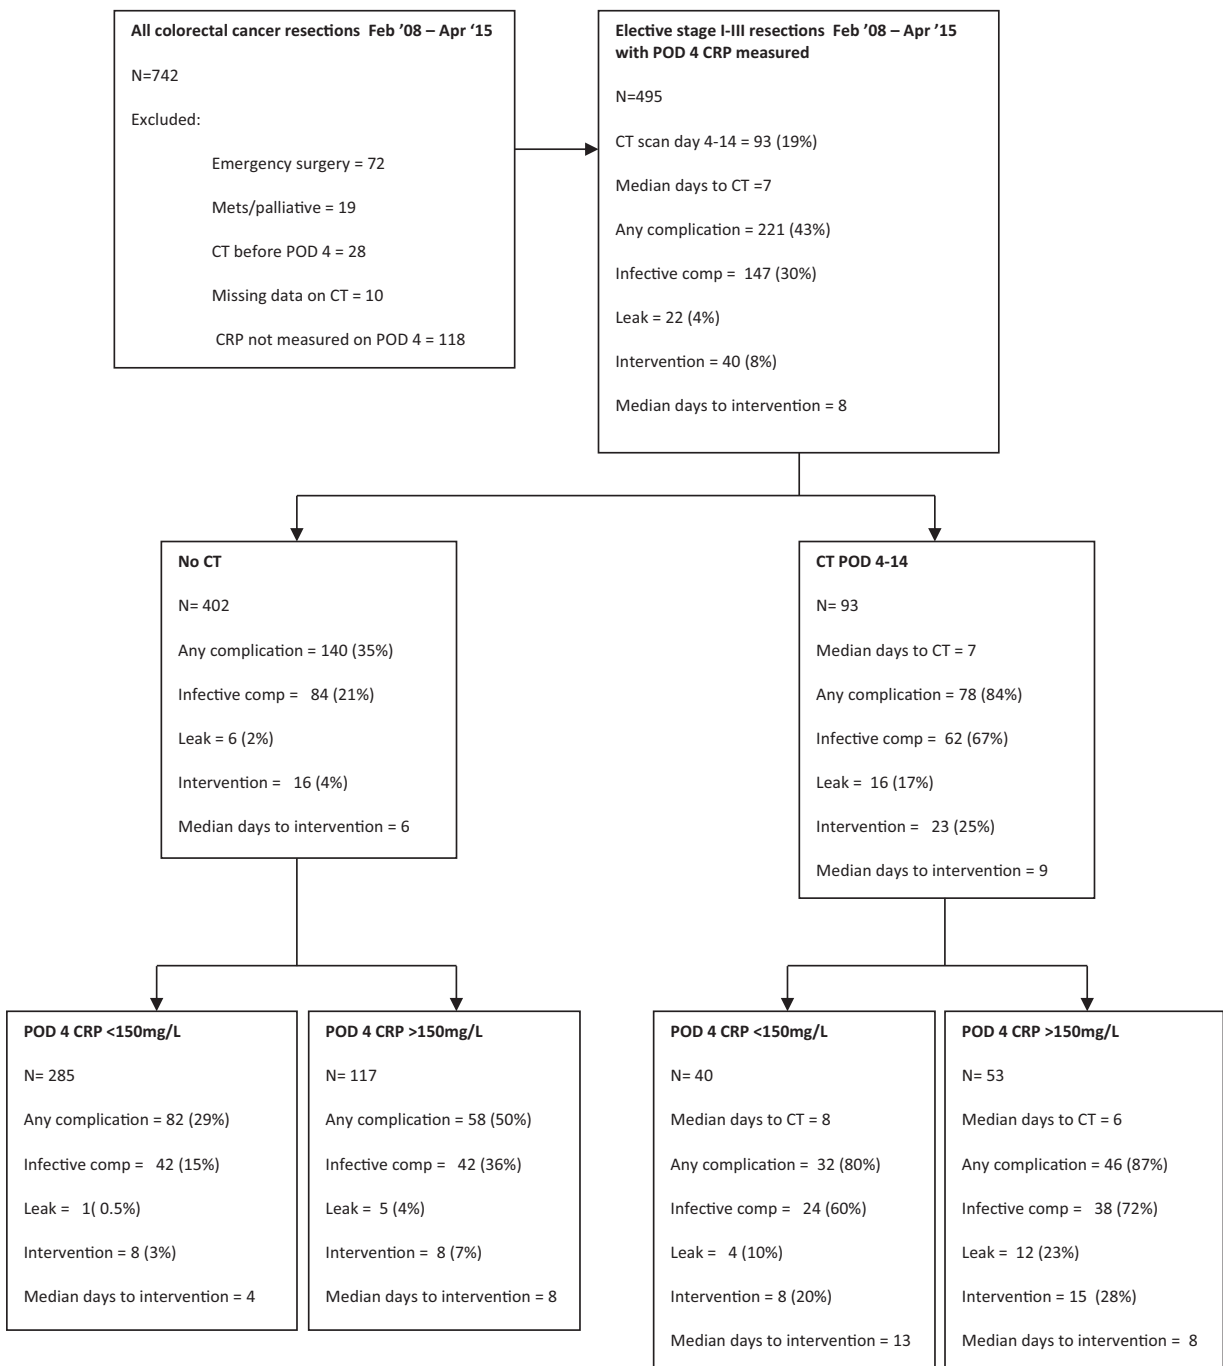 All colorectal cancer resections  Feb ’08 – Apr ‘15
N=742
Excluded:
Emergency surgery = 72
Mets/palliative = 19
CT before POD 4 = 28
Missing data on CT = 10
CRP not measured on POD 4 = 118
Elective stage I-III resections  Feb ’08 – Apr ’15
with POD 4 CRP measured
N=495
CT scan day 4-14 = 93 (19%)
Median days to CT =7
Any complication = 221 (43%)
Infective comp =  147 (30%)
Leak = 22 (4%)
Intervention = 40 (8%)
Median days to intervention = 8
No CT
N= 402
Any complication = 140 (35%)
Infective comp =   84 (21%)
Leak = 6 (2%)
Intervention =   16 (4%)
Median days to intervention = 6
CT POD 4-14
N= 93
Median days to CT = 7
Any complication = 78 (84%)
Infective comp =  62 (67%)
Leak =  16 (17%)
Intervention =   23 (25%)
Median days to intervention = 9
POD 4 CRP <150mg/L
N= 285
Any complication = 82 (29%)
Infective comp =   42 (15%)
Leak =   1( 0.5%)
Intervention = 8 (3%)
Median days to intervention = 4
POD 4 CRP >150mg/L
N= 117
Any complication = 58 (50%)
Infective comp =   42 (36%)
Leak =   5 (4%)
Intervention =   8 (7%)
Median days to intervention = 8
POD 4 CRP <150mg/L
N= 40
Median days to CT = 8
Any complication =   32 (80%)
Infective comp =   24 (60%)
Leak =   4 (10%)
Intervention = 8 (20%)
Median days to intervention = 13
POD 4 CRP >150mg/L
N= 53
Median days to CT = 6
Any complication = 46 (87%)
Infective comp =   38 (72%)
Leak =   12 (23%)
Intervention = 15  (28%)
Median days to intervention =  8